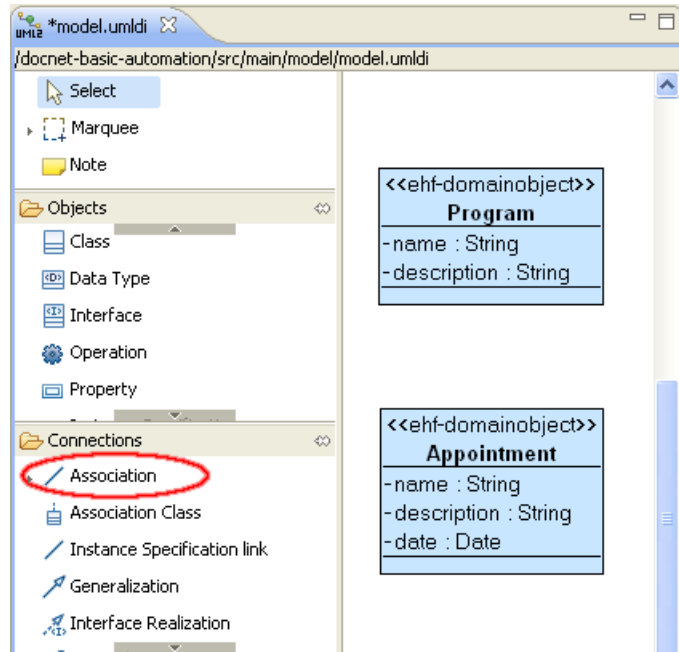 *model.umldi
/docnet-basic-automation/src/main/model/model.umldi
Select
Marquee
Note
Objects
Class
Data Type
Interface
Operation
Property
Connections
Association
Association Class
Instance Specification link
Generalization
Interface Realization
<<ehf-domainobject>>
Program
-name : String
-description : String
<<ehf-domainobject>>
Appointment
-name : String
-description : String
-date : Date